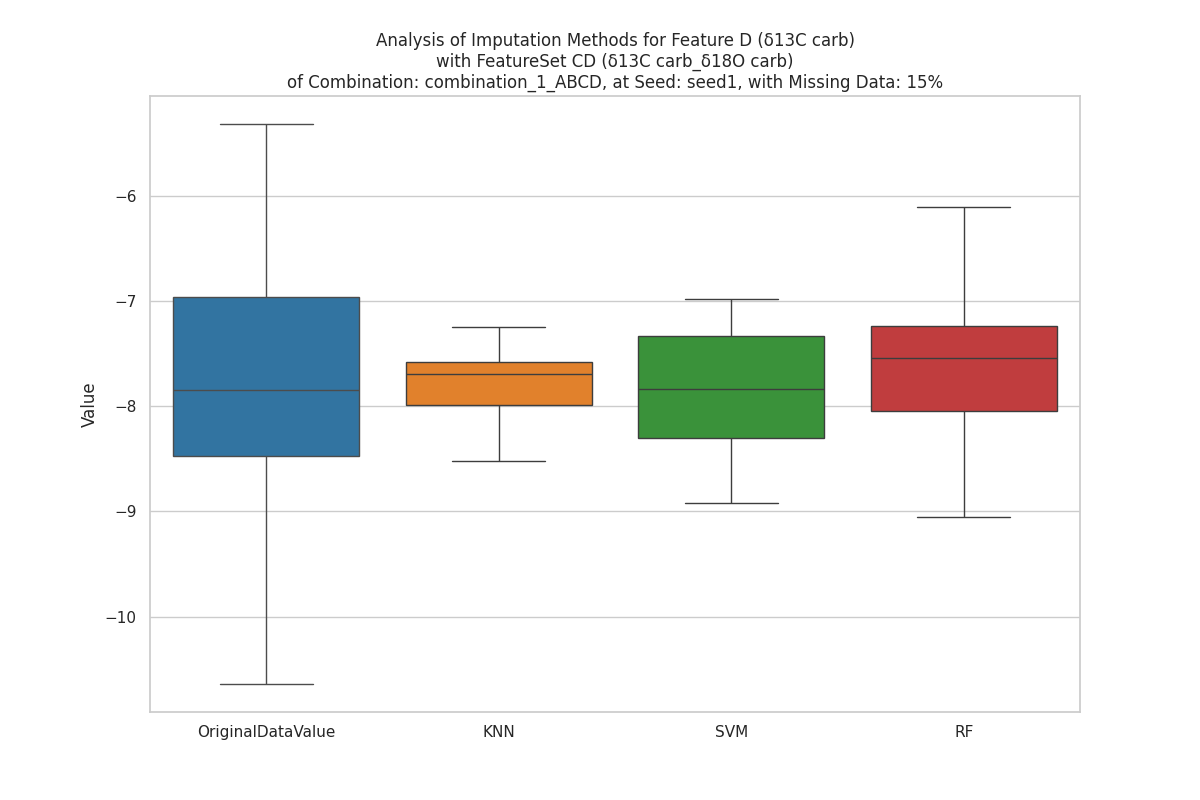 Analysis of Imputation Methods for Feature D (δ13C carb)
with FeatureSet CD (δ13C carb_δ18O carb)
of Combination: combination_1_ABCD, at Seed: seed1, with Missing Data: 15%
Value
−6
−7
−8
−9
−10
OriginalDataValue
KNN
SVM
RF